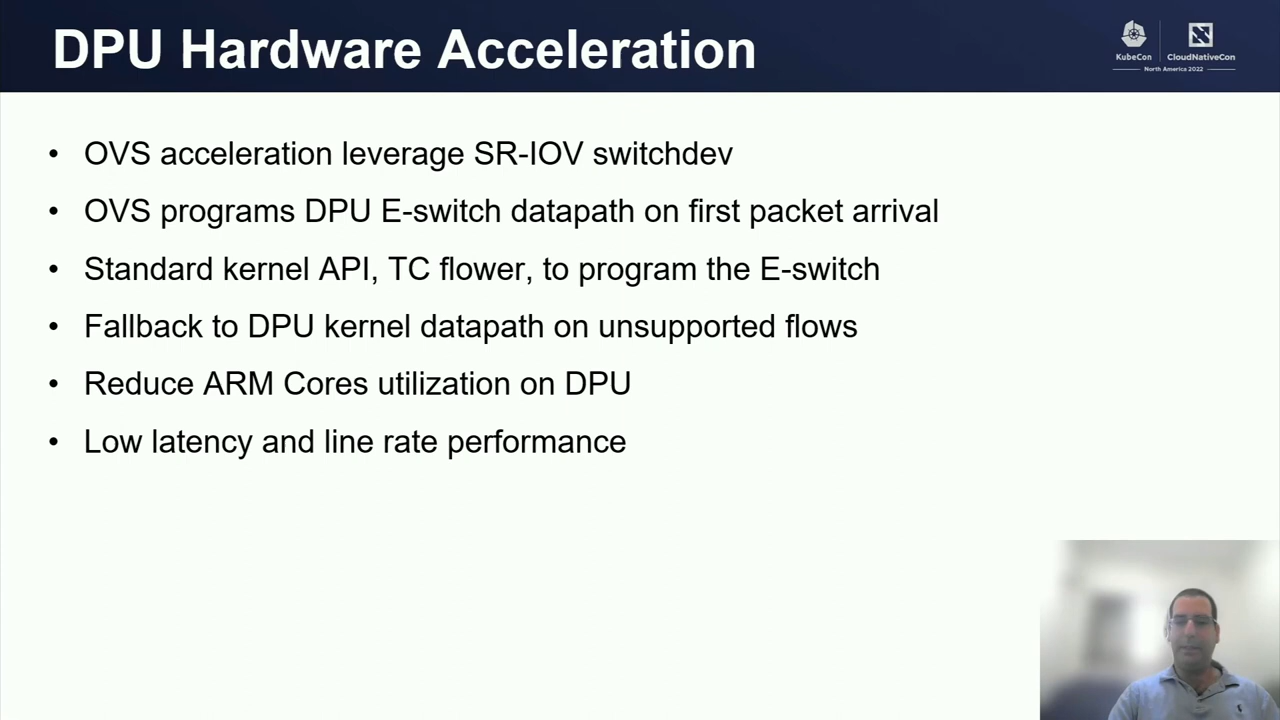 DPU Hardware Acceleration
KubeCon
CloudNativeCon
North America 2022
• OVS acceleration leverage SR-IOV switchdev
• OVS programs DPU E-switch datapath on first packet arrival
• Standard kernel API, TC flower, to program the E-switch
• Fallback to DPU kernel datapath on unsupported flows
• Reduce ARM Cores utilization on DPU
• Low latency and line rate performance